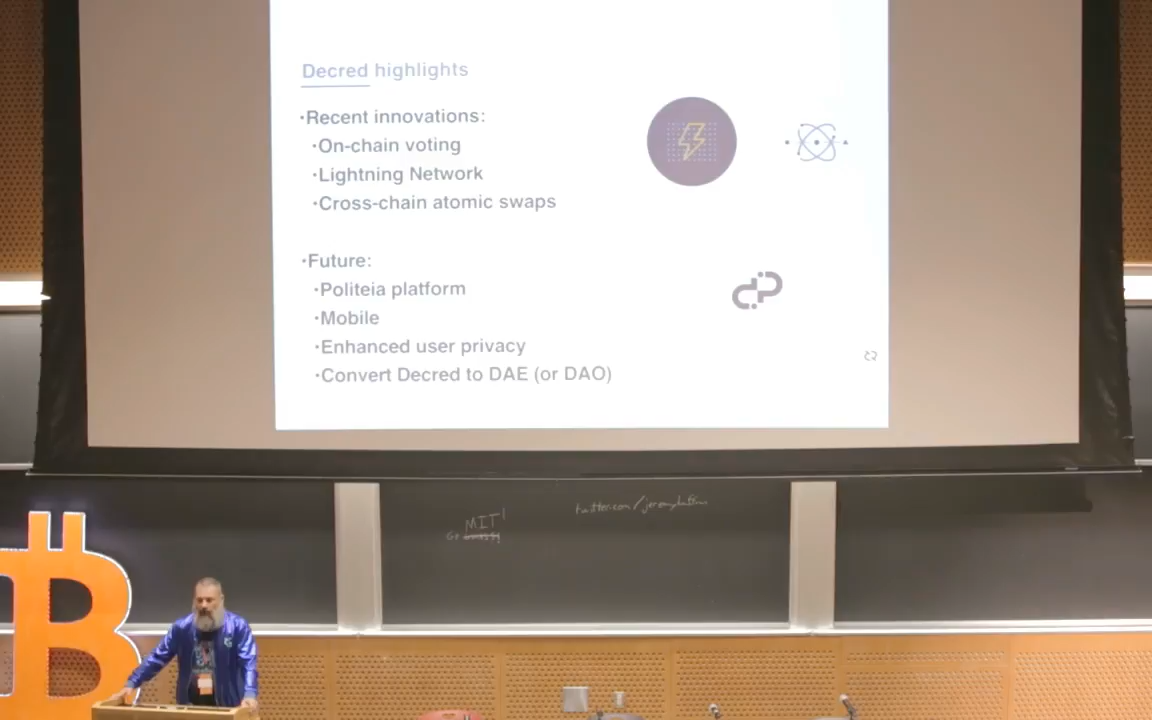 Decred highlights
·Recent innovations:
·On-chain voting
·Lightning Network
·Cross-chain atomic swaps
·Future:
·Politeia platform
·Mobile
·Enhanced user privacy
·Convert Decred to DAE (or DAO)
MIT!
Go